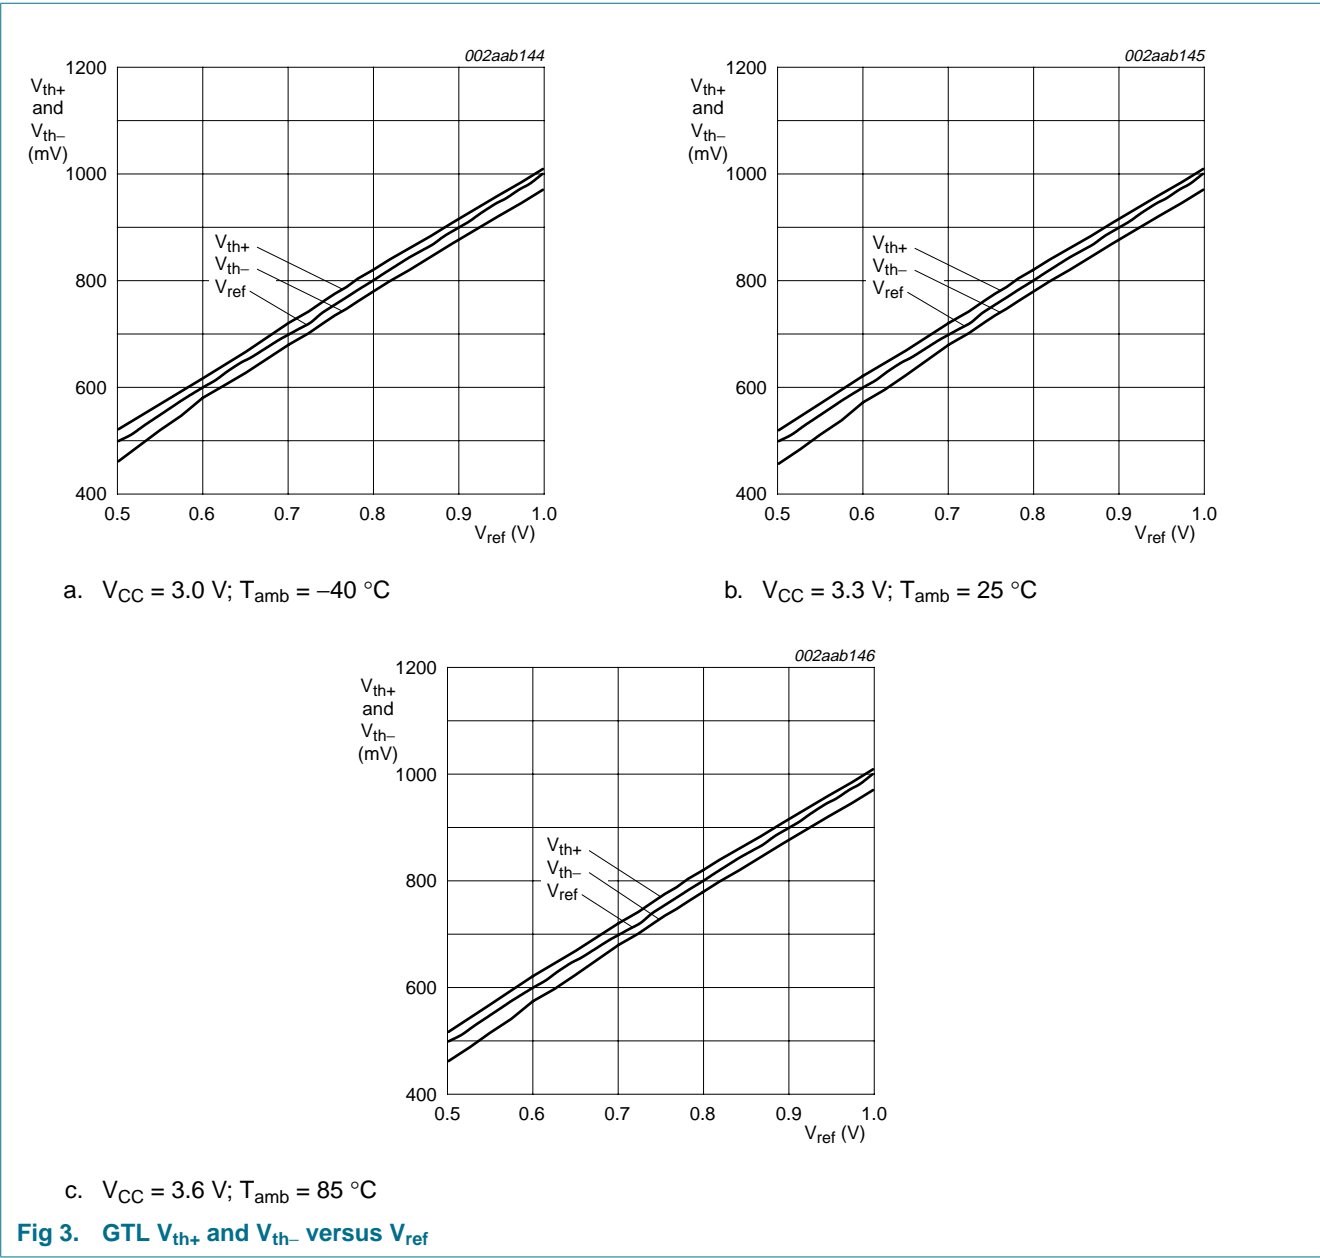 002aab144
1200
Vth+
and
Vth–
(mV)
1000
Vth+
Vth–
Vref
800
600
400
0.5 0.6 0.7 0.8 0.9 1.0
Vref (V)
a. VCC = 3.0 V; Tamb = −40 °C
002aab145
1200
Vth+
and
Vth–
(mV)
1000
Vth+
Vth–
Vref
800
600
400
0.5 0.6 0.7 0.8 0.9 1.0
Vref (V)
b. VCC = 3.3 V; Tamb = 25 °C
002aab146
1200
Vth+
and
Vth–
(mV)
1000
Vth+
Vth–
Vref
800
600
400
0.5 0.6 0.7 0.8 0.9 1.0
Vref (V)
c. VCC = 3.6 V; Tamb = 85 °C
Fig 3. GTL Vth+ and Vth– versus Vref